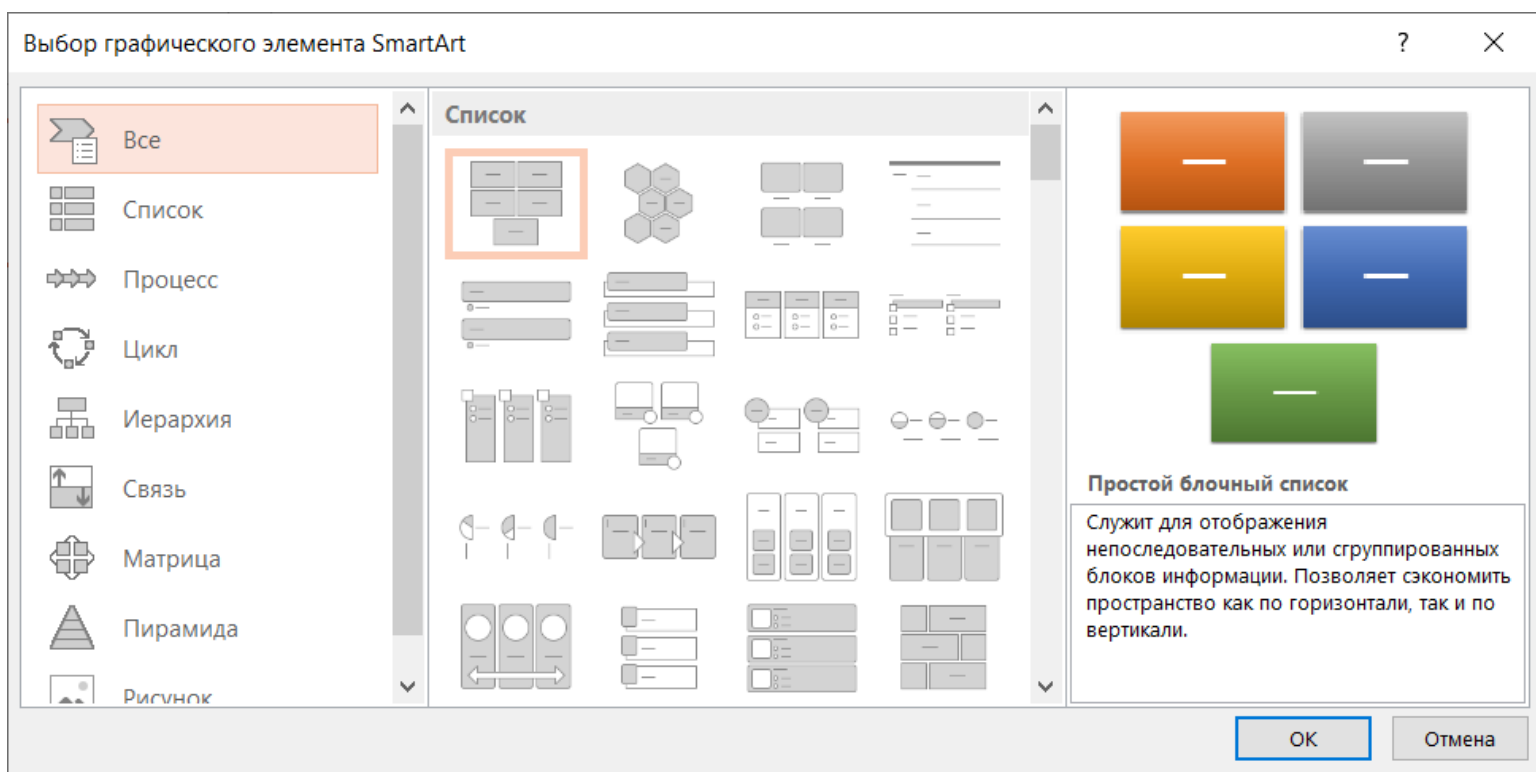 Выбор графического элемента SmartArt
?
Все
Список
Процесс
Цикл
Иерархия
Связь
Матрица
Пирамида
Рисунок
Список
Простой блочный список
Служит для отображения
непоследовательных или сгруппированных
блоков информации. Позволяет сэкономить
пространство как по горизонтали, так и по
вертикали.
ОК
Отмена